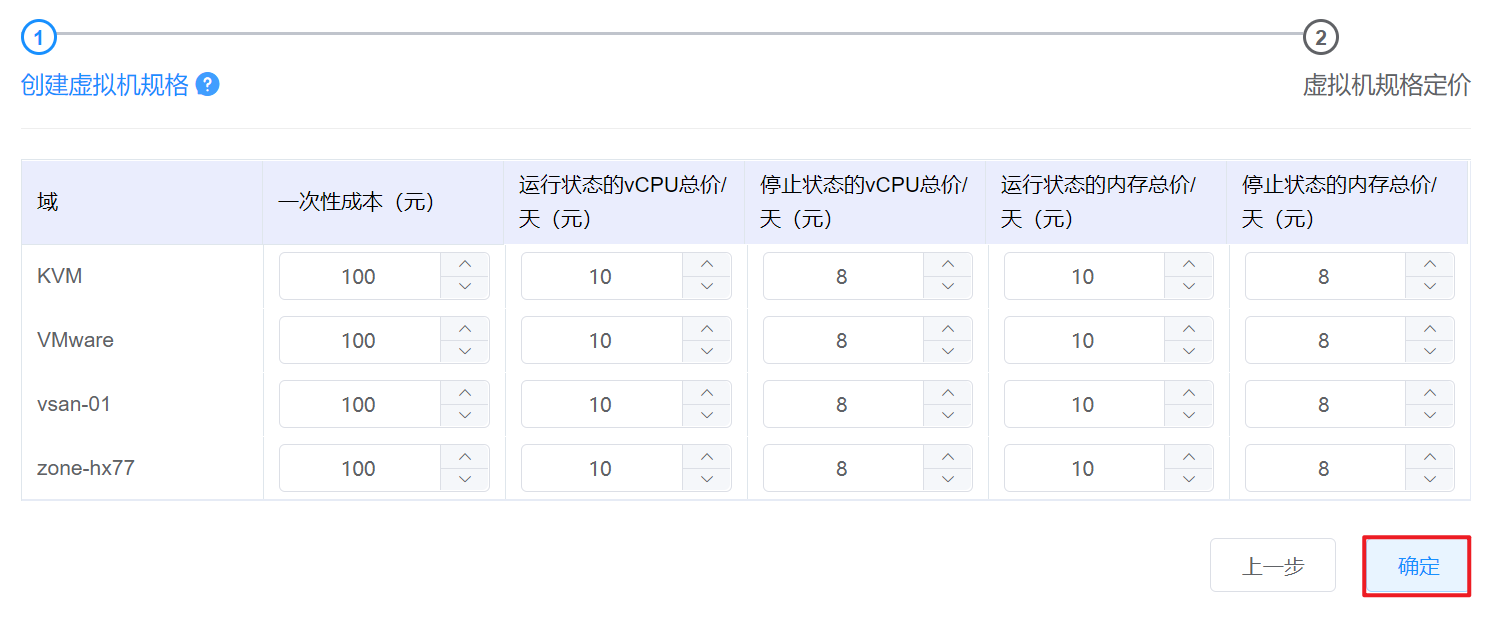 1
2
创建虚拟机规格 ?
虚拟机规格定价
域
一次性成本（元）
运行状态的vCPU总价/
天（元）
停止状态的vCPU总价/
天（元）
运行状态的内存总价/
天（元）
停止状态的内存总价/
天（元）
KVM 100 10 8 10 8
VMware 100 10 8 10 8
vsan-01 100 10 8 10 8
zone-hx77 100 10 8 10 8
上一步
确定